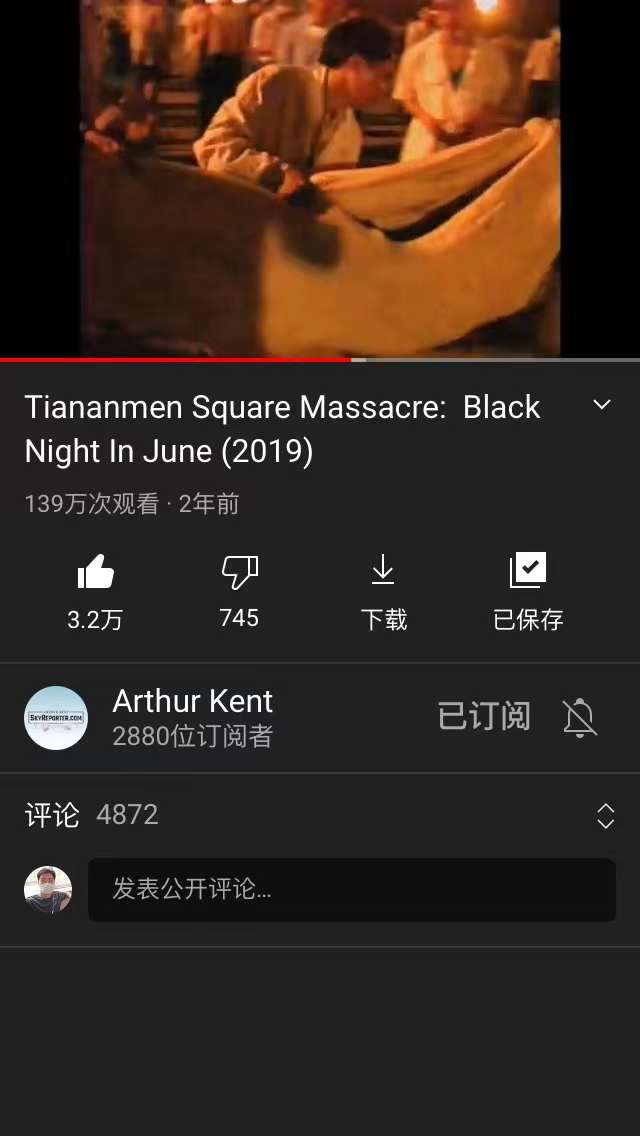 Tiananmen Square Massacre:  Black
Night In June (2019)
139万次观看 · 2年前
3.2万
745
下载
已保存
SKYREPORTER.COM
Arthur Kent
2880位订阅者
已订阅
评论 4872
发表公开评论...